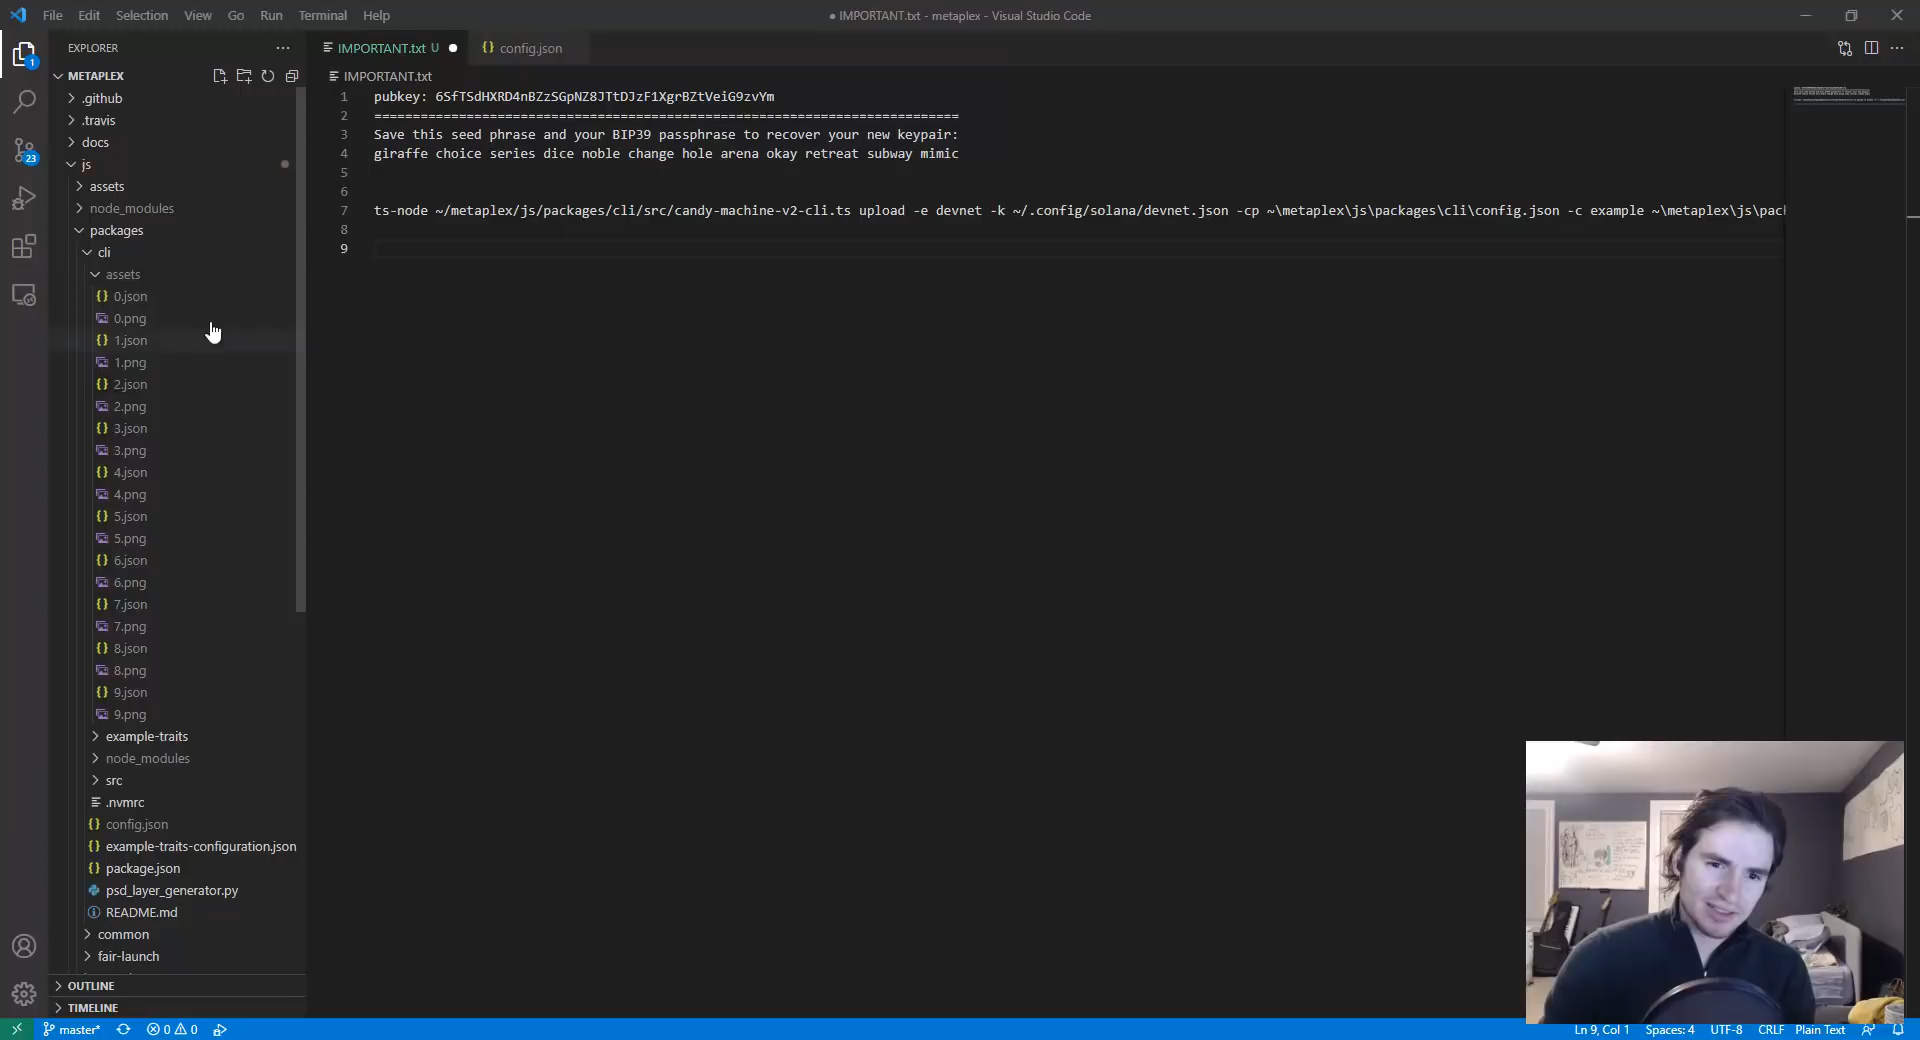 File Edit Selection View Go Run Terminal Help
● IMPORTANT.txt - metaplex - Visual Studio Code
EXPLORER
METAPLEX
.github
.travis
docs
js
assets
node_modules
packages
cli
assets
0.json
0.png
1.json
1.png
2.json
2.png
3.json
3.png
4.json
4.png
5.json
5.png
6.json
6.png
7.json
7.png
8.json
8.png
9.json
9.png
example-traits
node_modules
src
.nvmrc
config.json
example-traits-configuration.json
package.json
psd_layer_generator.py
README.md
common
fair-launch
OUTLINE
TIMELINE
1
23
IMPORTANT.txt U ● {} config.json
IMPORTANT.txt
1 pubkey: 6SfTSdHXRD4nBZzSGpNZ8JTtDJzF1XgrBZtVeiG9zvYm
2 ============================================================================
3 Save this seed phrase and your BIP39 passphrase to recover your new keypair:
4 giraffe choice series dice noble change hole arena okay retreat subway mimic
5
6
7 ts-node ~/metaplex/js/packages/cli/src/candy-machine-v2-cli.ts upload -e devnet -k ~/.config/solana/devnet.json -cp ~\metaplex\js\packages\cli\config.json -c example ~\metaplex\js\pac
8
9
master* 0 0
Ln 9, Col 1 Spaces: 4 UTF-8 CRLF Plain Text